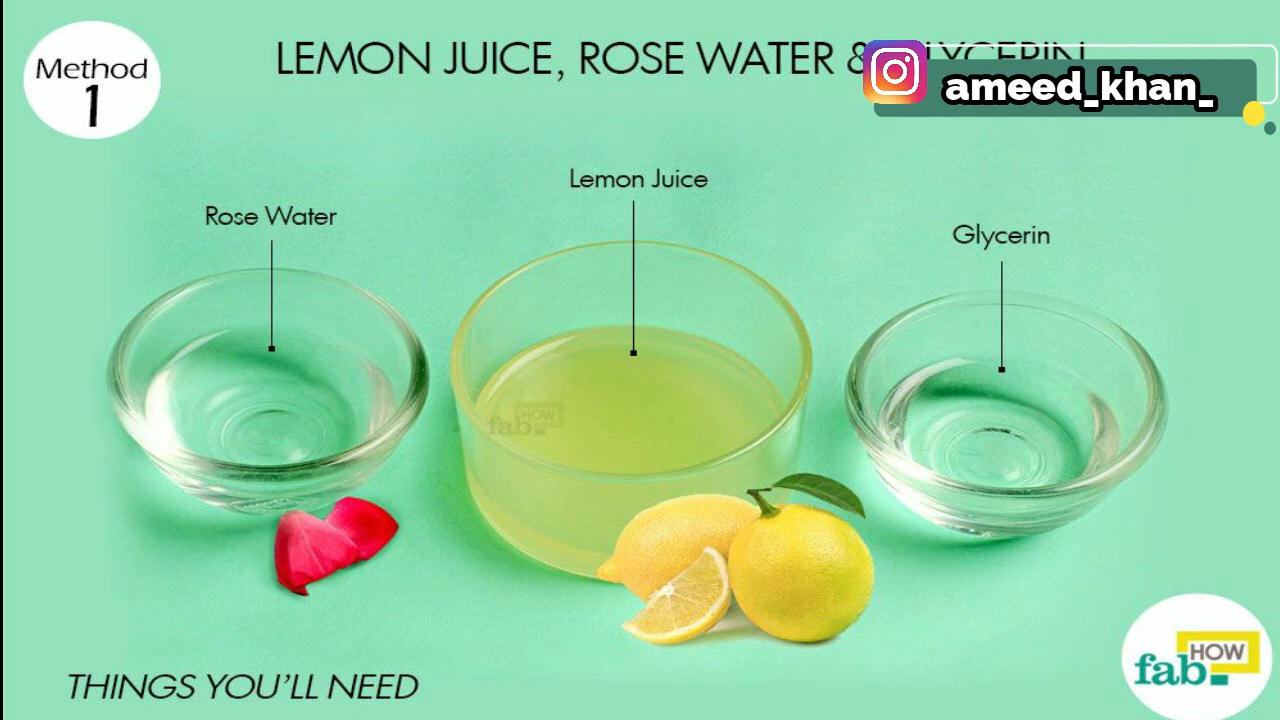 Method
1
LEMON JUICE, ROSE WATER & GLYCERIN
ameed_khan_
Lemon Juice
Rose Water
Glycerin
fab HOW
THINGS YOU'LL NEED
fab HOW